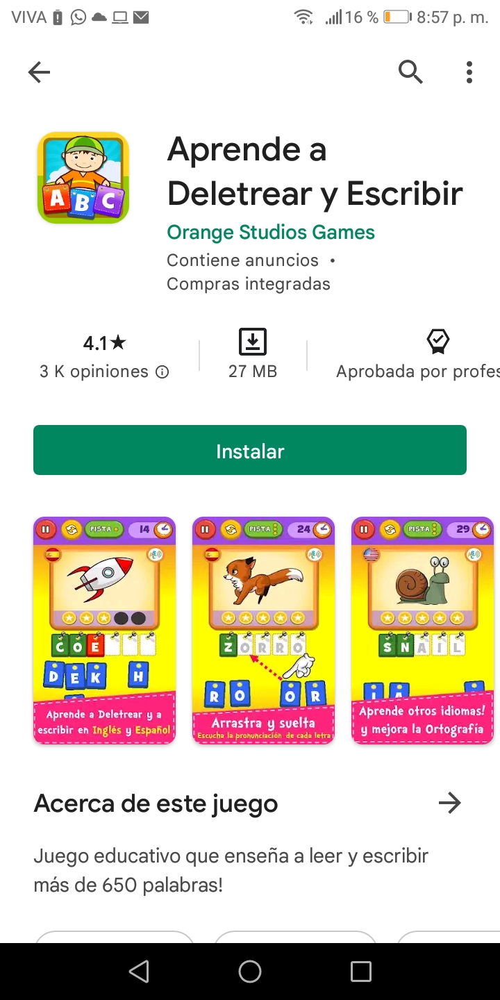 VIVA 16 % 8:57 p. m.
A B C
Aprende a
Deletrear y Escribir
Orange Studios Games
Contiene anuncios •
Compras integradas
4.1★
3 K opiniones
27 MB
Aprobada por profes
Instalar
PISTA 14
C O E
D E K H
Aprende a Deletrear y a
escribir en Inglés y Español
PISTA 24
Z O R R O
R O O R
Arrastra y suelta
Escucha la pronunciación de cada letra
PISTA 29
S N A I L
Aprende otros idiomas!
y mejora la Ortografía
Acerca de este juego
Juego educativo que enseña a leer y escribir
más de 650 palabras!